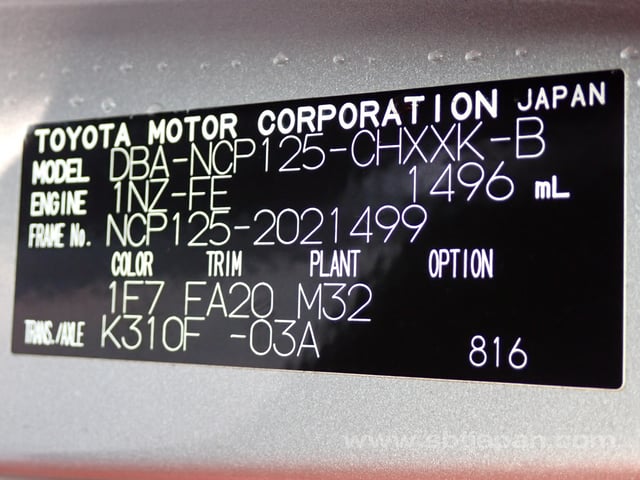 TOYOTA MOTOR CORPORATION JAPAN
MODEL DBA-NCP125-CHXXK-B
ENGINE 1NZ-FE 1496 mL
FRAME No. NCP125-2021499
COLOR TRIM PLANT OPTION
1F7 FA20 M32
TRANS./AXLE K310F -03A
816
www.sbtjapan.com